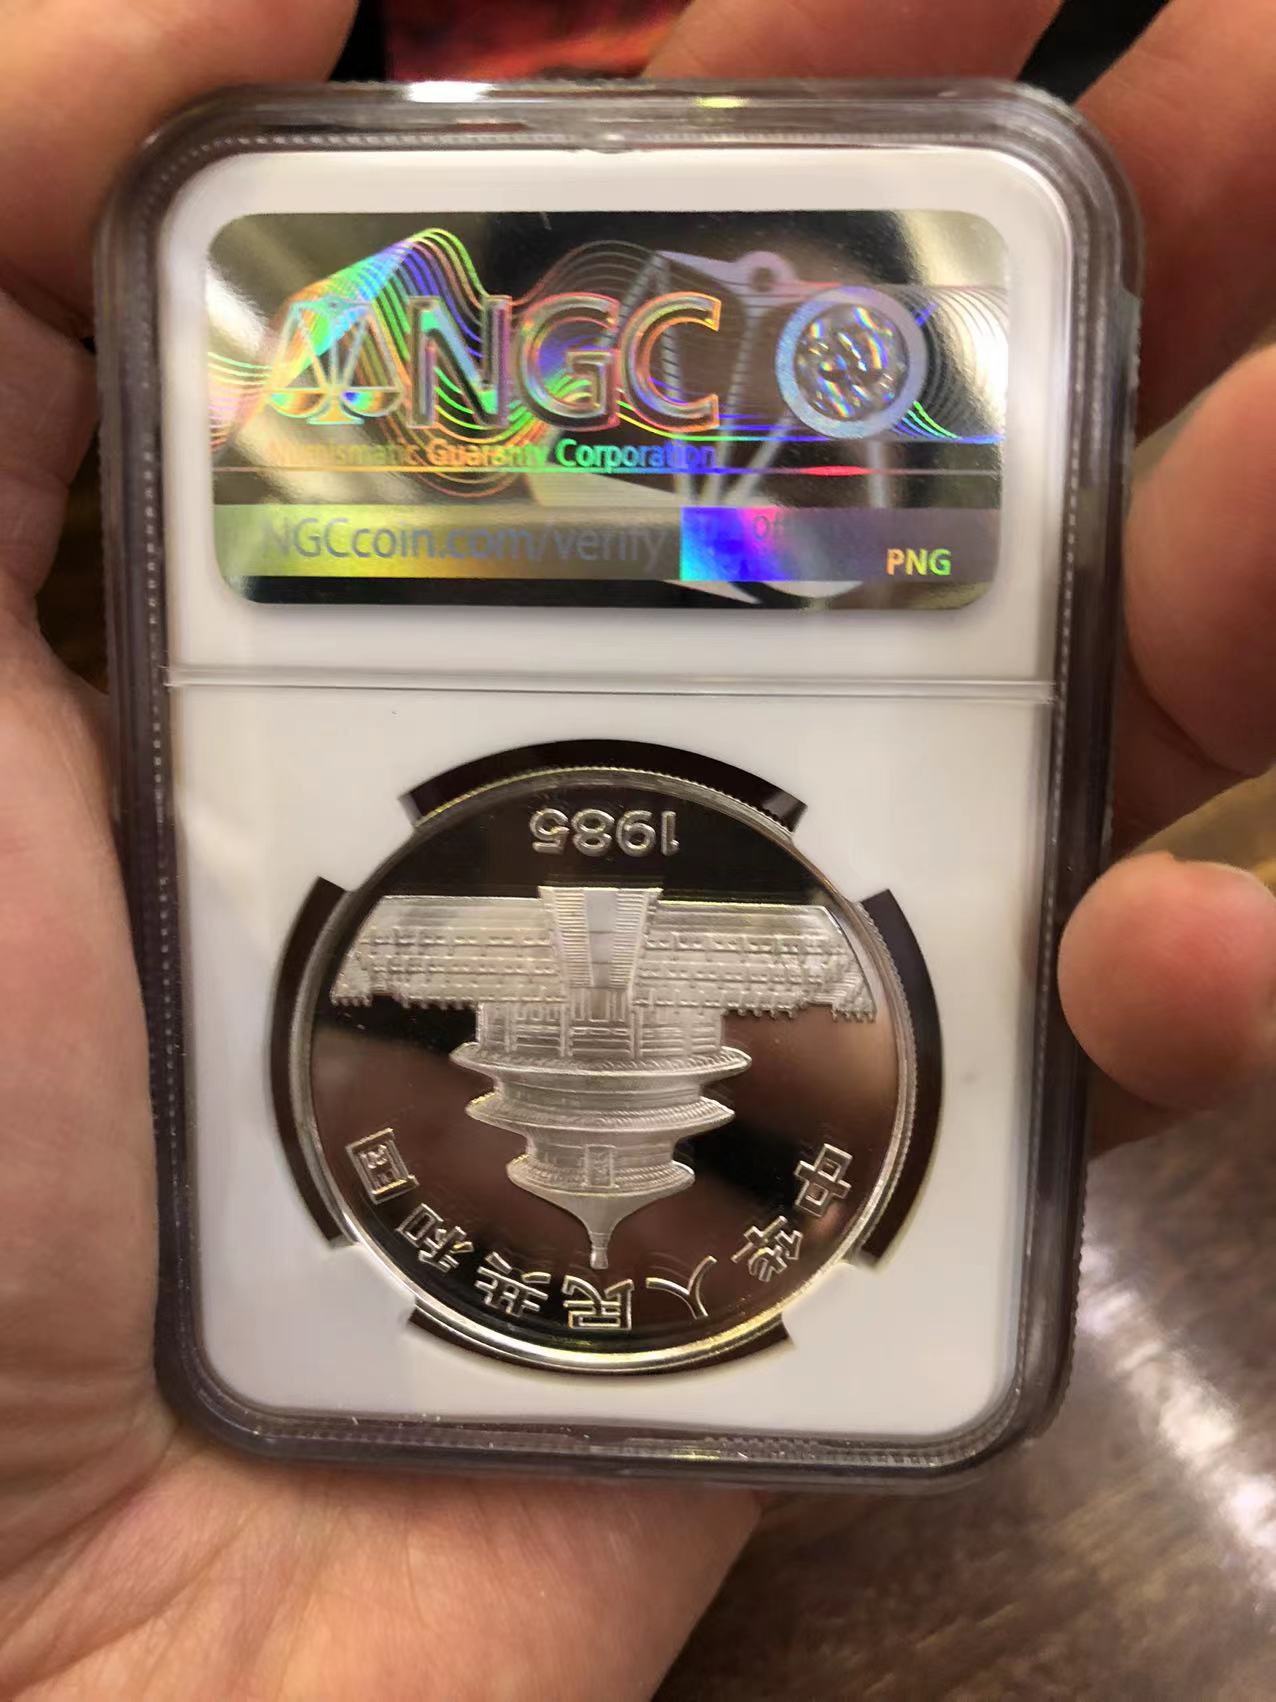 NGC
Numismatic Guaranty Corporation
NGCcoin.com/verify
PNG
1985
中华人民共和国